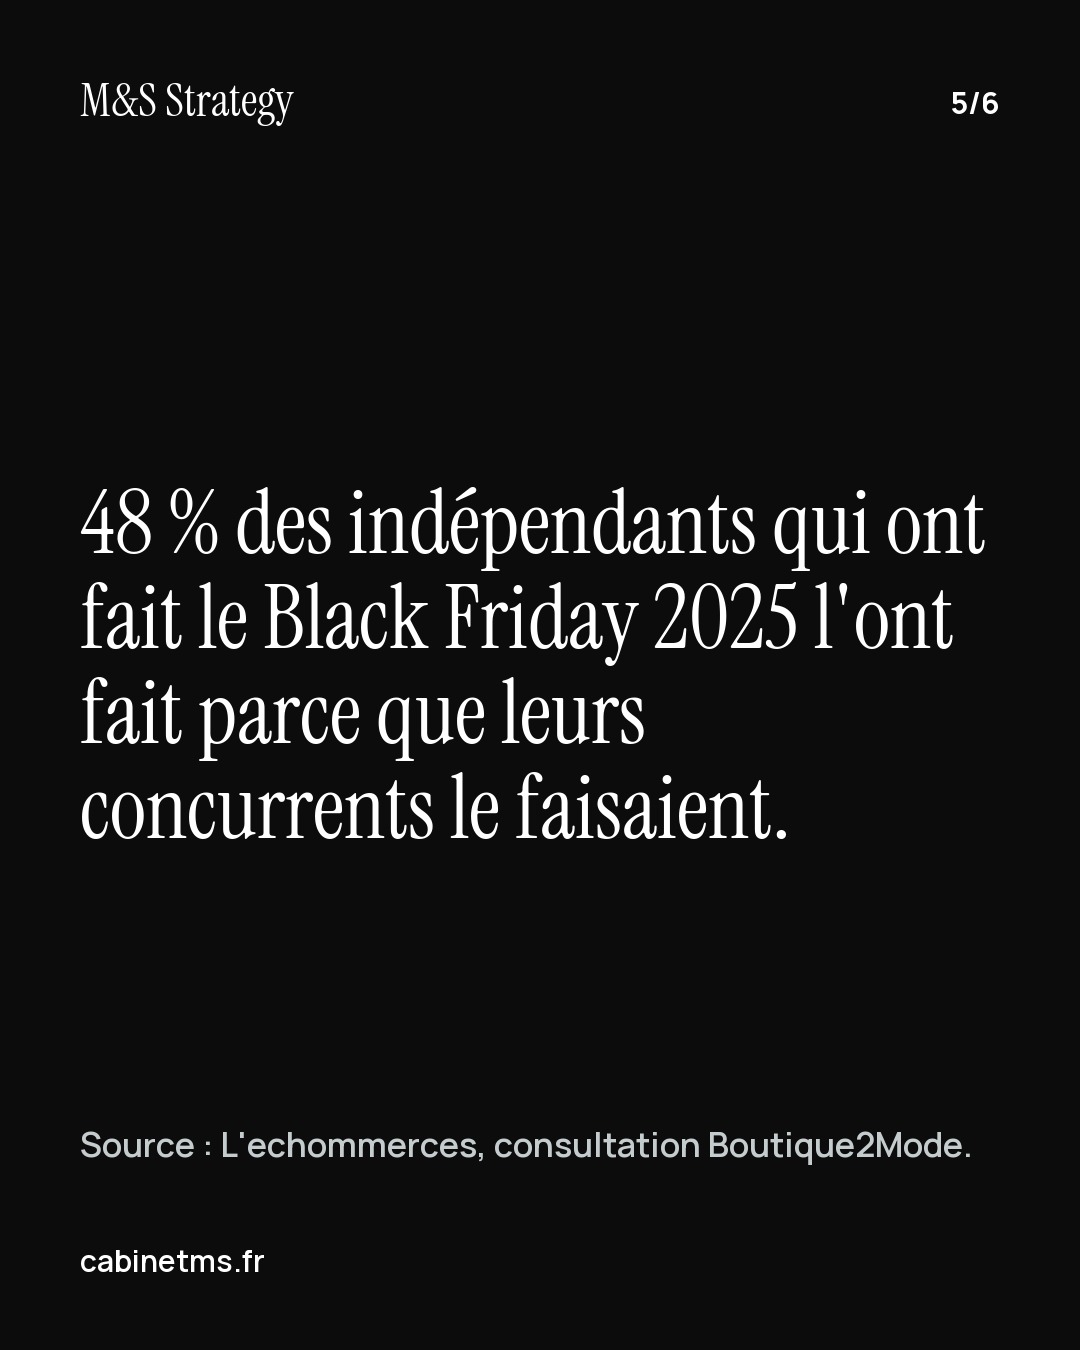 M&S Strategy
5/6
48 % des indépendants qui ont
fait le Black Friday 2025 l'ont
fait parce que leurs
concurrents le faisaient.
Source : L'echommerces, consultation Boutique2Mode.
cabinetms.fr